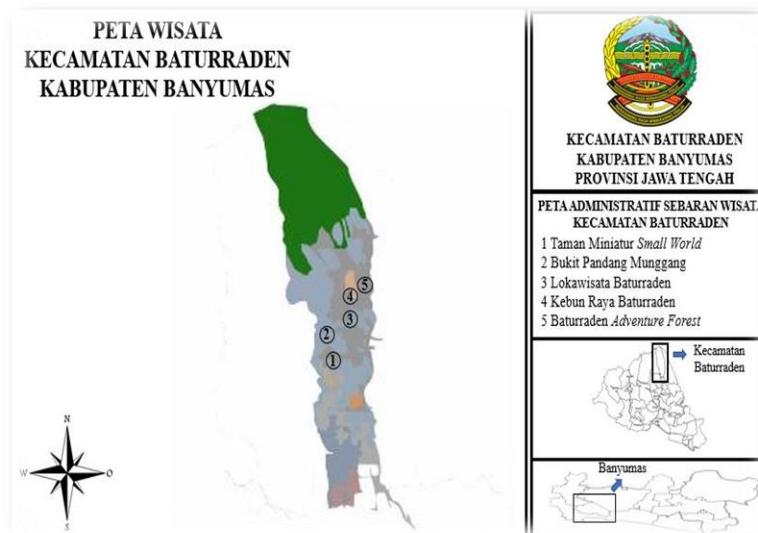 PETA WISATA
KECAMATAN BATURRADEN
KABUPATEN BANYUMAS
5
4
3
2
1
N
W
O
S
KECAMATAN BATURRADEN
KABUPATEN BANYUMAS
PROVINSI JAWA TENGAH
PETA ADMINISTRATIF SEBARAN WISATA
KECAMATAN BATURRADEN
1 Taman Miniatur Small World
2 Bukit Pandang Munggang
3 Lokawisata Baturraden
4 Kebun Raya Baturraden
5 Baturraden Adventure Forest
Kecamatan
Baturraden
Banyumas